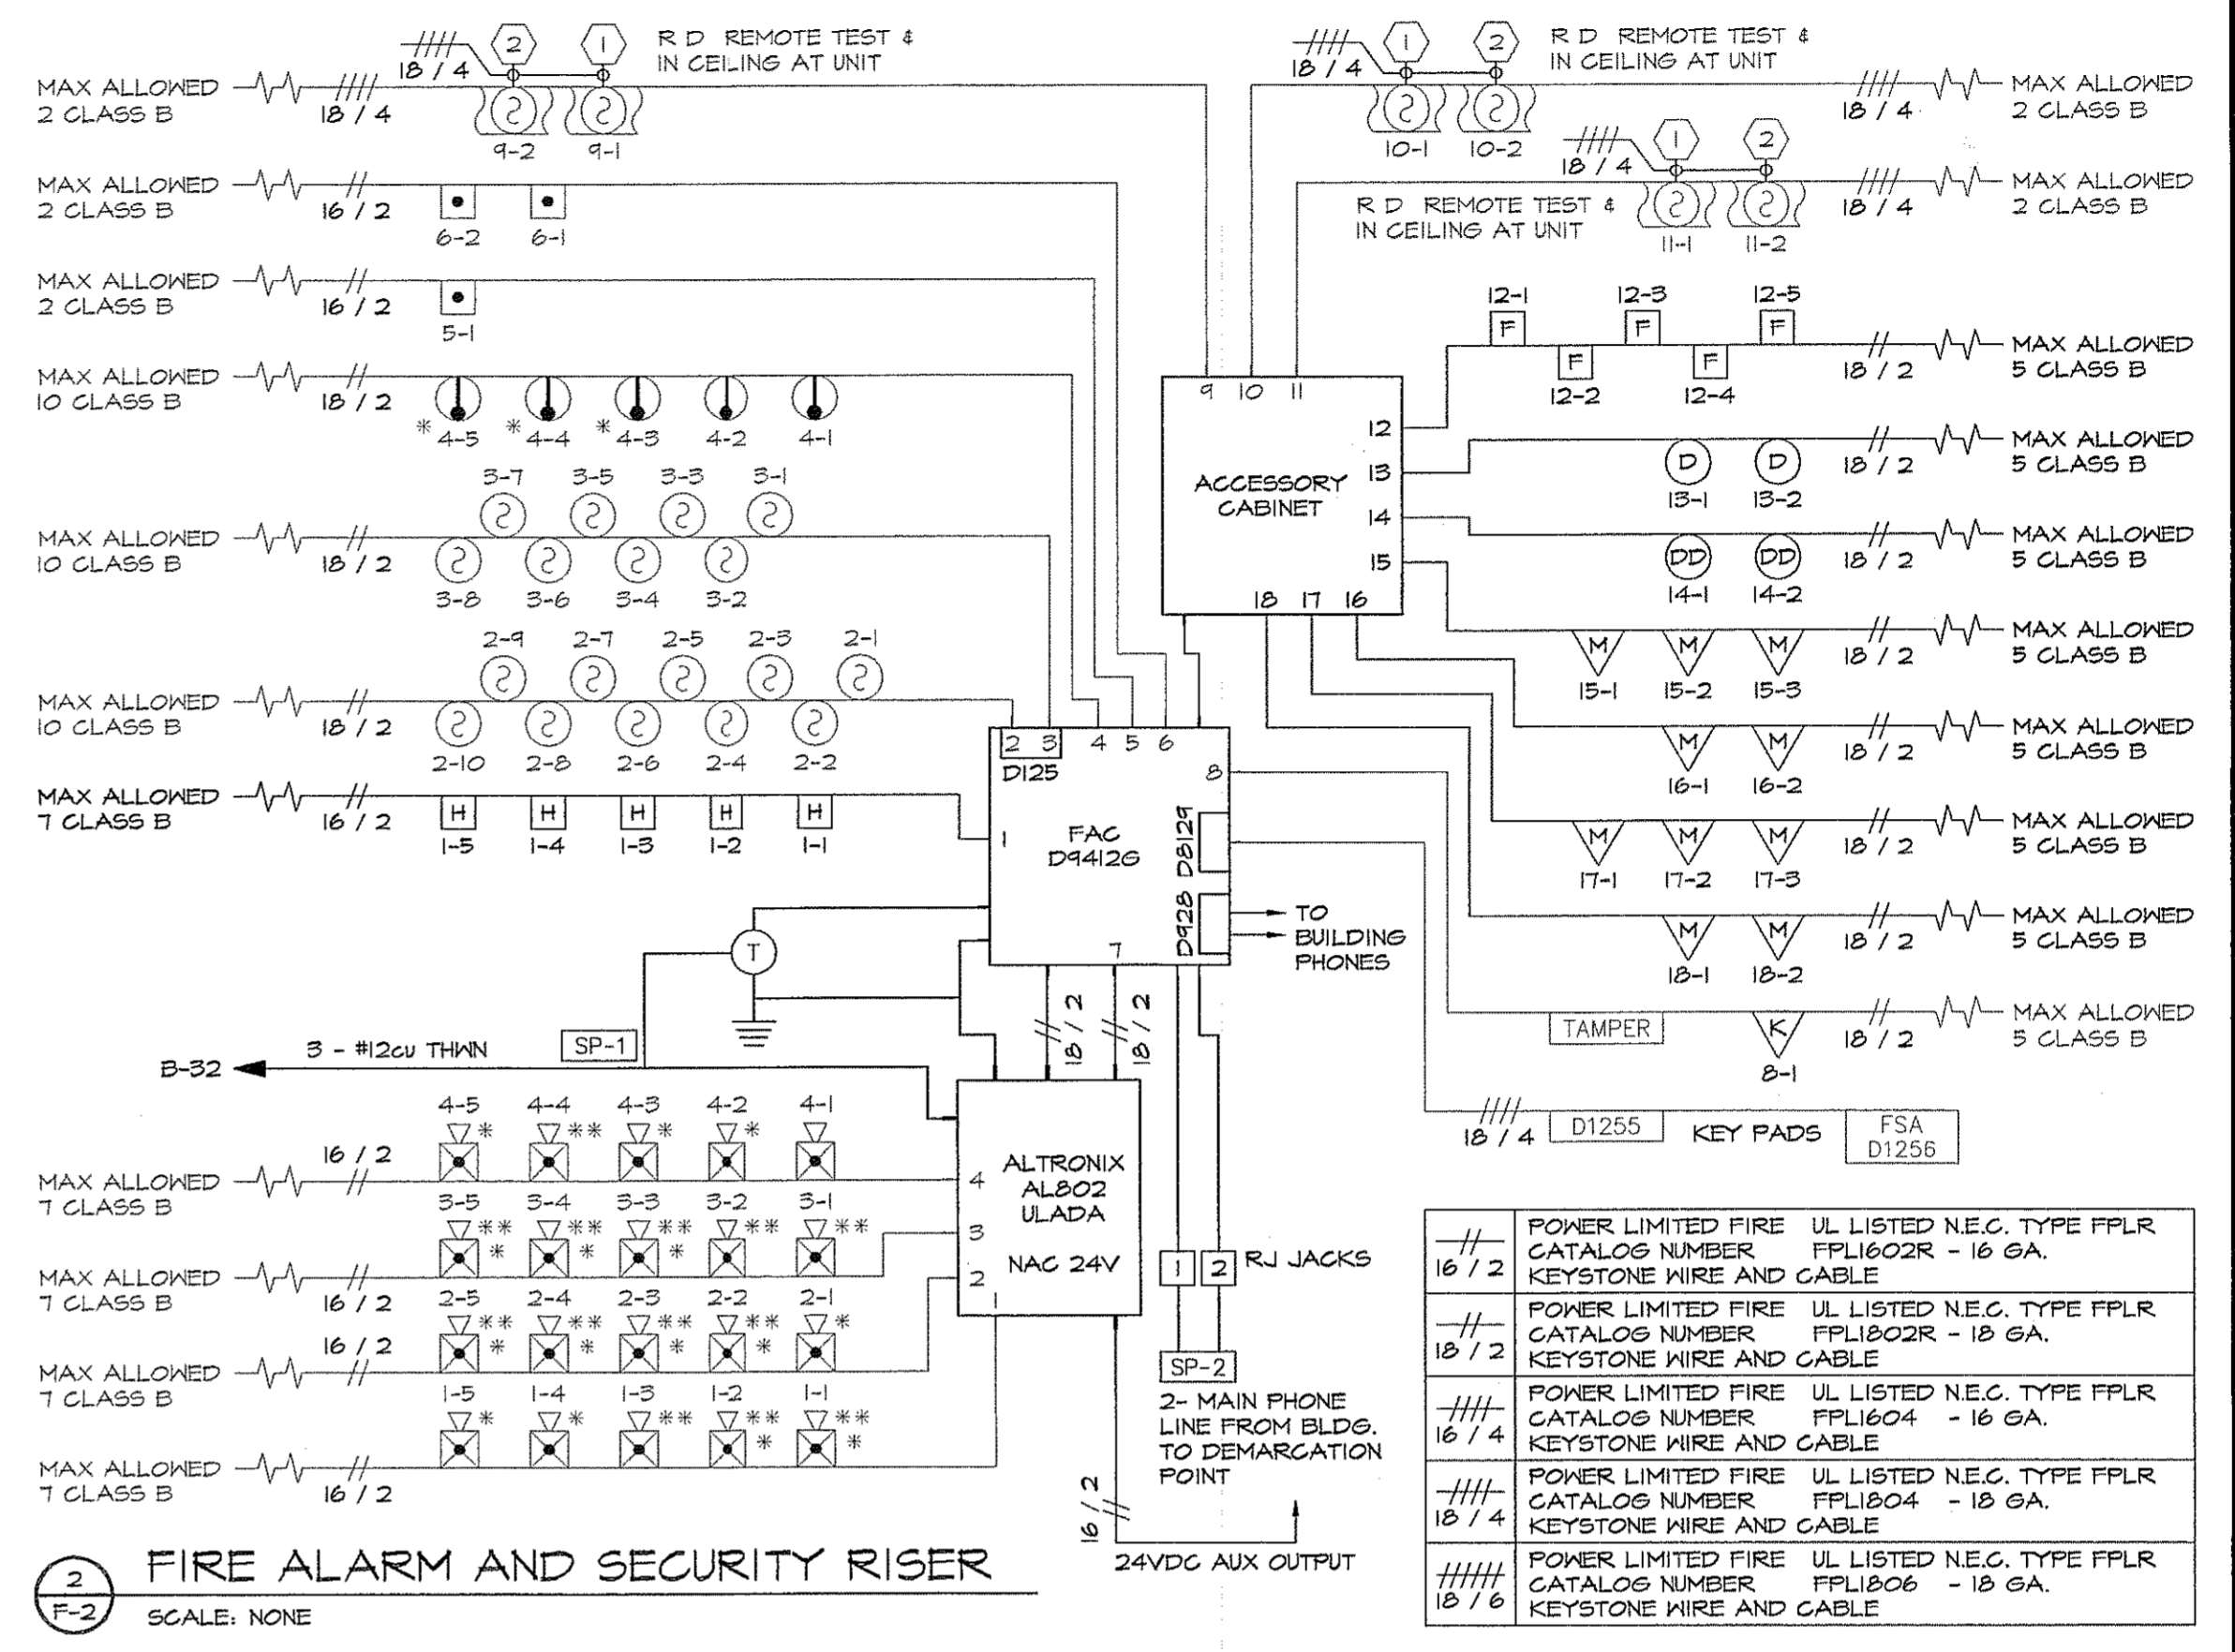 2 1 R D REMOTE TEST &
18 / 4 IN CEILING AT UNIT
MAX ALLOWED
2 CLASS B
18 / 4
9-2 9-1
MAX ALLOWED
2 CLASS B
16 / 2
6-2 6-1
MAX ALLOWED
2 CLASS B
16 / 2
5-1
MAX ALLOWED
10 CLASS B
18 / 2
* 4-5 * 4-4 * 4-3 4-2 4-1
3-7 3-5 3-3 3-1
MAX ALLOWED
10 CLASS B
18 / 2
3-8 3-6 3-4 3-2
2-9 2-7 2-5 2-3 2-1
MAX ALLOWED
10 CLASS B
18 / 2
2-10 2-8 2-6 2-4 2-2
MAX ALLOWED
7 CLASS B
16 / 2
H H H H H
1-5 1-4 1-3 1-2 1-1
1 2 R D REMOTE TEST &
18 / 4 IN CEILING AT UNIT
MAX ALLOWED
2 CLASS B
18 / 4
10-1 10-2
1 2
18 / 4
R D REMOTE TEST &
IN CEILING AT UNIT
MAX ALLOWED
2 CLASS B
18 / 4
11-1 11-2
12-1 12-3 12-5
F F F
F F
12-2 12-4
18 / 2
MAX ALLOWED
5 CLASS B
9 10 11
12
13
14
15
18 17 16
ACCESSORY
CABINET
D D
13-1 13-2
18 / 2
MAX ALLOWED
5 CLASS B
DD DD
14-1 14-2
18 / 2
MAX ALLOWED
5 CLASS B
M M M
15-1 15-2 15-3
18 / 2
MAX ALLOWED
5 CLASS B
M M
16-1 16-2
18 / 2
MAX ALLOWED
5 CLASS B
M M M
17-1 17-2 17-3
18 / 2
MAX ALLOWED
5 CLASS B
M M
18-1 18-2
18 / 2
MAX ALLOWED
5 CLASS B
TAMPER K
8-1
18 / 2
MAX ALLOWED
5 CLASS B
18 / 4 D1255 KEY PADS FSA
D1256
2 3 4 5 6
D125
8
1
FAC
D9412G
D8129
D928
7
TO
BUILDING
PHONES
T
18 / 2
18 / 2
SP-1
3 - #12cu THWN
B-32
4-5 4-4 4-3 4-2 4-1
* ** * *
16 / 2
MAX ALLOWED
7 CLASS B
3-5 3-4 3-3 3-2 3-1
** ** ** ** **
* * *
MAX ALLOWED
7 CLASS B
16 / 2
2-5 2-4 2-3 2-2 2-1
** ** ** ** *
* * * *
16 / 2
MAX ALLOWED
7 CLASS B
1-5 1-4 1-3 1-2 1-1
* * ** ** **
* *
MAX ALLOWED
7 CLASS B
16 / 2
4
3
2
1
ALTRONIX
AL802
ULADA
NAC 24V
1 2 RJ JACKS
SP-2
2- MAIN PHONE
LINE FROM BLDG.
TO DEMARCATION
POINT
16 / 2
24VDC AUX OUTPUT
16 / 2
POWER LIMITED FIRE UL LISTED N.E.C. TYPE FPLR
CATALOG NUMBER FPL1602R - 16 GA.
KEYSTONE WIRE AND CABLE
18 / 2
POWER LIMITED FIRE UL LISTED N.E.C. TYPE FPLR
CATALOG NUMBER FPL1802R - 18 GA.
KEYSTONE WIRE AND CABLE
16 / 4
POWER LIMITED FIRE UL LISTED N.E.C. TYPE FPLR
CATALOG NUMBER FPL1604 - 16 GA.
KEYSTONE WIRE AND CABLE
18 / 4
POWER LIMITED FIRE UL LISTED N.E.C. TYPE FPLR
CATALOG NUMBER FPL1804 - 18 GA.
KEYSTONE WIRE AND CABLE
18 / 6
POWER LIMITED FIRE UL LISTED N.E.C. TYPE FPLR
CATALOG NUMBER FPL1806 - 18 GA.
KEYSTONE WIRE AND CABLE
2
F-2
FIRE ALARM AND SECURITY RISER
SCALE: NONE